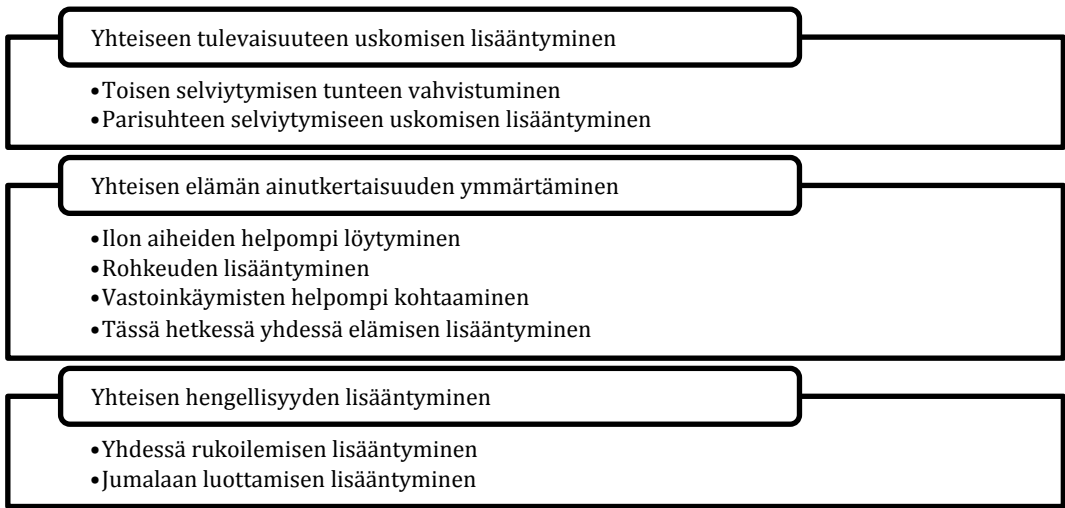 Yhteiseen tulevaisuuteen uskomisen lisääntyminen
•Toisen selviytymisen tunteen vahvistuminen
•Parisuhteen selviytymiseen uskomisen lisääntyminen
Yhteisen elämän ainutkertaisuuden ymmärtäminen
•Ilon aiheiden helpompi löytyminen
•Rohkeuden lisääntyminen
•Vastoinkäymisten helpompi kohtaaminen
•Tässä hetkessä yhdessä elämisen lisääntyminen
Yhteisen hengellisyyden lisääntyminen
•Yhdessä rukoilemisen lisääntyminen
•Jumalaan luottamisen lisääntyminen